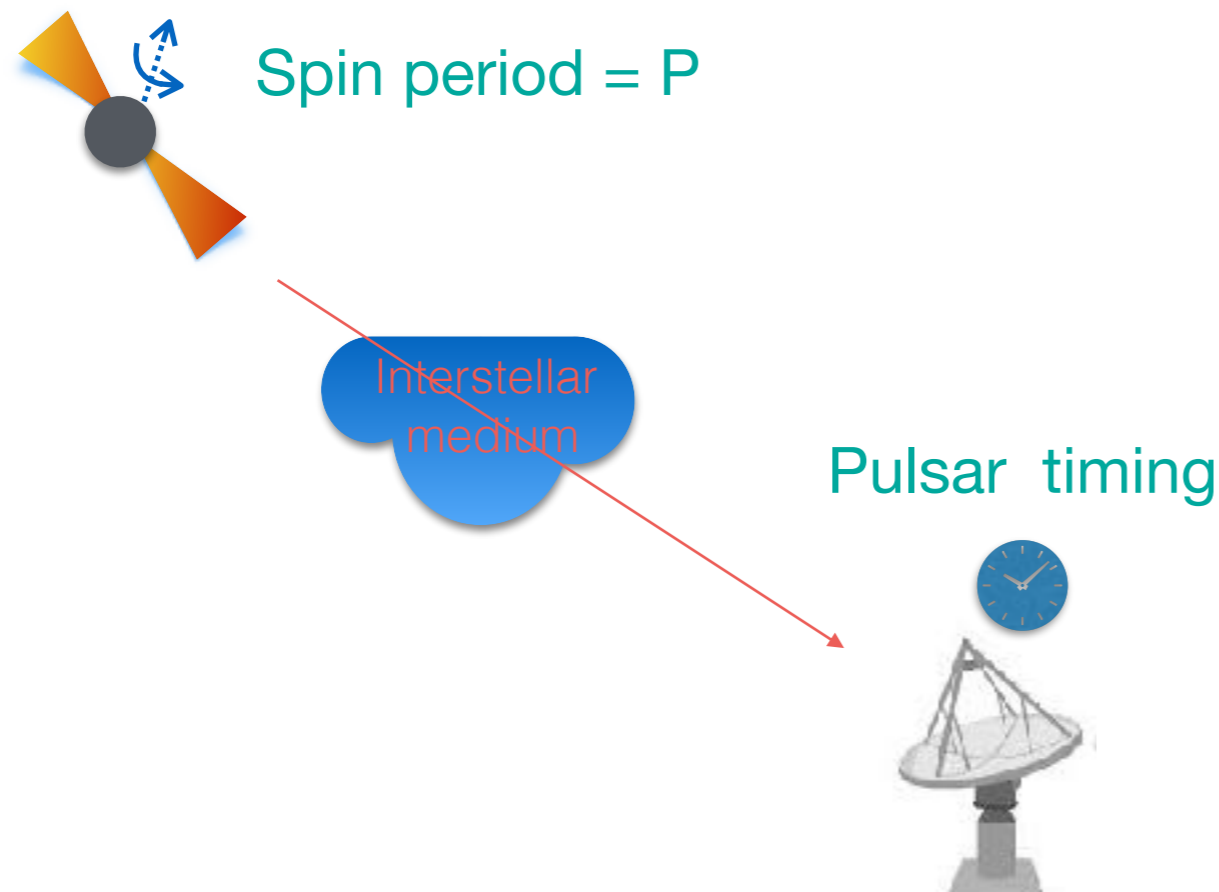 Spin period = P
Interstellar
medium
Pulsar timing